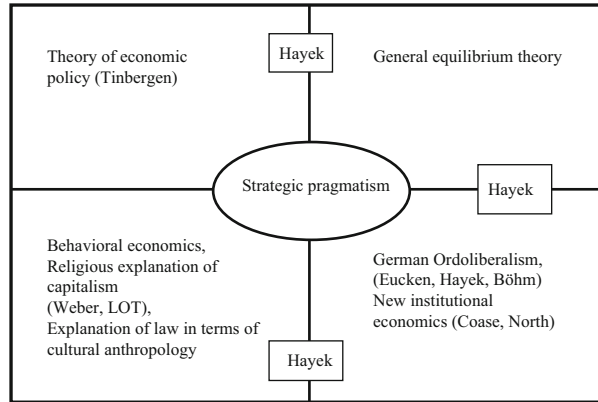 Theory of economic
policy (Tinbergen)
Hayek
General equilibrium theory
Strategic pragmatism
Hayek
Behavioral economics,
Religious explanation of
capitalism
(Weber, LOT),
Explanation of law in terms of
cultural anthropology
German Ordoliberalism,
(Eucken, Hayek, Böhm)
New institutional
economics (Coase, North)
Hayek